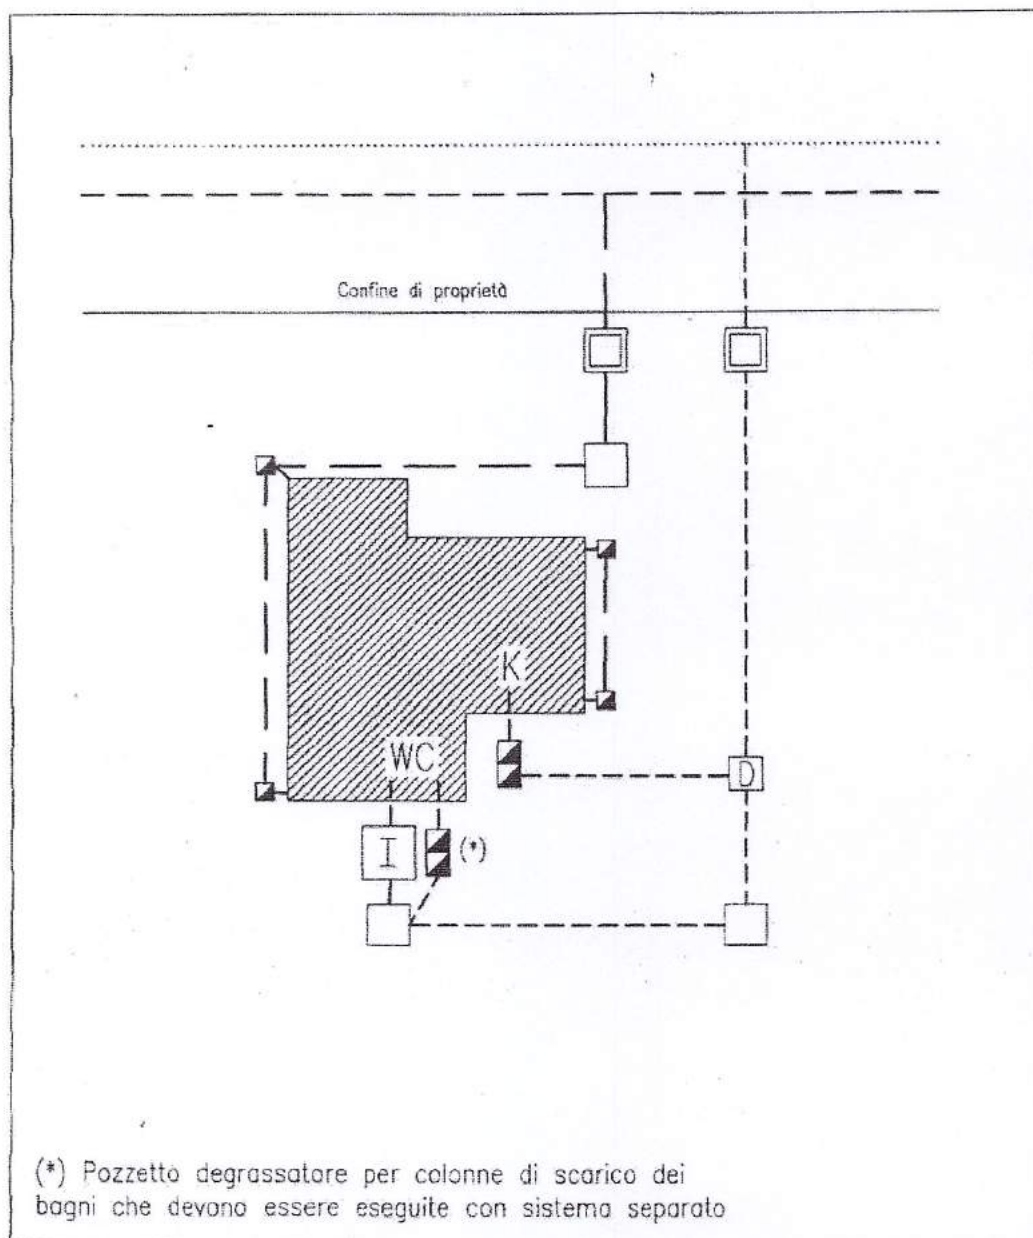 Confine di proprietà
K
WC
D
I
(*)
(*) Pozzetto degrassatore per colonne di scarico dei
bagni che devono essere eseguite con sistema separato